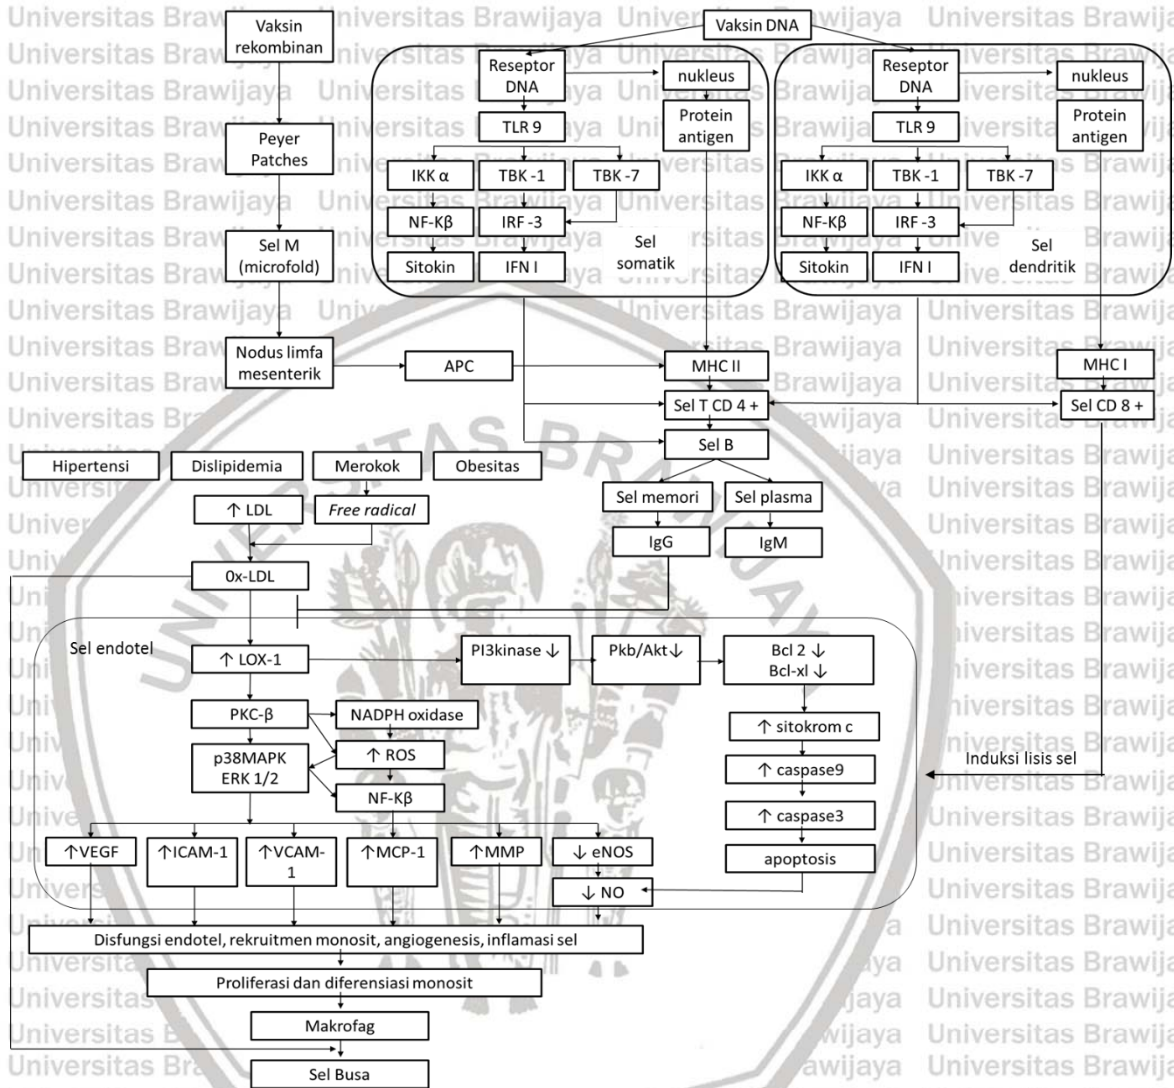 Universitas Brawijaya
Vaksin
rekombinan
Peyer
Patches
Sel M
(microfold)
Nodus limfa
mesenterik
APC
Vaksin DNA
Reseptor
DNA
nukleus
TLR 9
Protein
antigen
IKK α
TBK -1
TBK -7
NF-Kβ
IRF -3
Sitokin
IFN I
Sel
somatik
Reseptor
DNA
nukleus
TLR 9
Protein
antigen
IKK α
TBK -1
TBK -7
NF-Kβ
IRF -3
Sitokin
IFN I
Sel
dendritik
MHC II
MHC I
Sel T CD 4 +
Sel CD 8 +
Sel B
Sel memori
Sel plasma
IgG
IgM
UNIVERSITAS BRAWIJAYA
Hipertensi
Dislipidemia
Merokok
Obesitas
↑ LDL
Free radical
0x-LDL
Sel endotel
↑ LOX-1
PI3kinase ↓
Pkb/Akt↓
Bcl 2 ↓
Bcl-xl ↓
PKC-β
NADPH oxidase
↑ sitokrom c
p38MAPK
ERK 1/2
↑ ROS
↑ caspase9
Induksi lisis sel
NF-Kβ
↑ caspase3
↑VEGF
↑ICAM-1
↑VCAM-
1
↑MCP-1
↑MMP
↓ eNOS
apoptosis
↓ NO
Disfungsi endotel, rekruitmen monosit, angiogenesis, inflamasi sel
Proliferasi dan diferensiasi monosit
Makrofag
Sel Busa